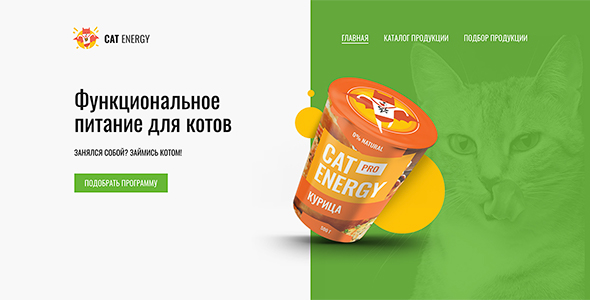 CAT ENERGY
ГЛАВНАЯ
КАТАЛОГ ПРОДУКЦИИ
ПОДБОР ПРОДУКЦИИ
Функциональное
питание для котов
ЗАНЯЛСЯ СОБОЙ? ЗАЙМИСЬ КОТОМ!
ПОДОБРАТЬ ПРОГРАММУ
0% NATURAL
CAT PRO
ENERGY
КУРИЦА
500 г